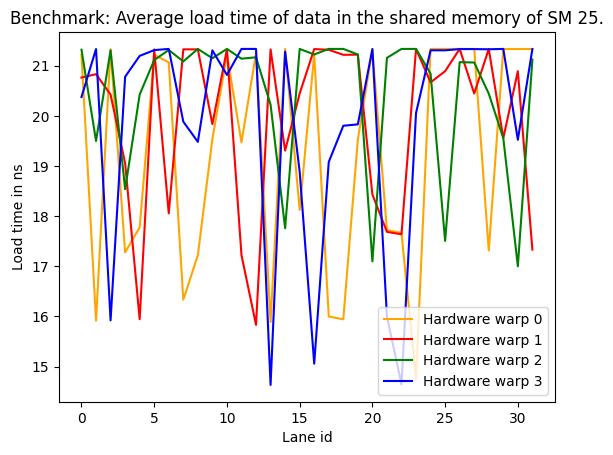 Benchmark: Average load time of data in the shared memory of SM 25.
21
20
19
18
17
16
15
Load time in ns
Hardware warp 0
Hardware warp 1
Hardware warp 2
Hardware warp 3
0 5 10 15 20 25 30
Lane id